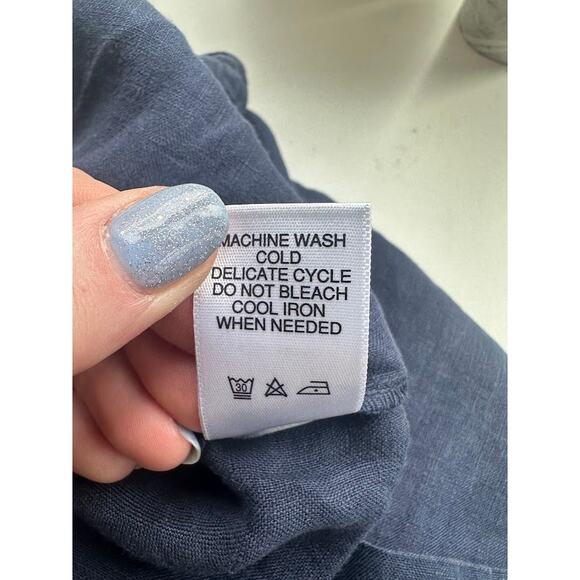 MACHINE WASH
COLD
DELICATE CYCLE
DO NOT BLEACH
COOL IRON
WHEN NEEDED
30